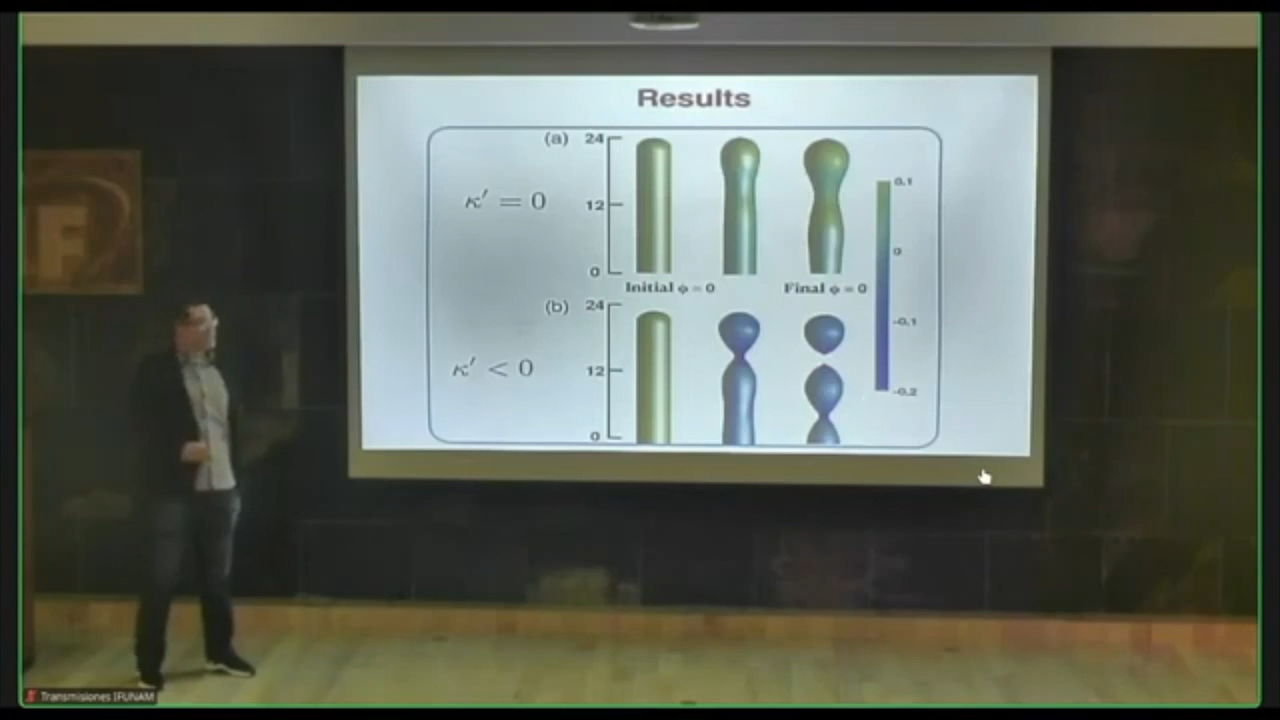 Results
(a)
24
κ′ = 0
12
0
0.1
0
-0.1
-0.2
Initial φ = 0
Final φ = 0
(b)
24
κ′ < 0
12
0
F
Transmisiones IFUNAM